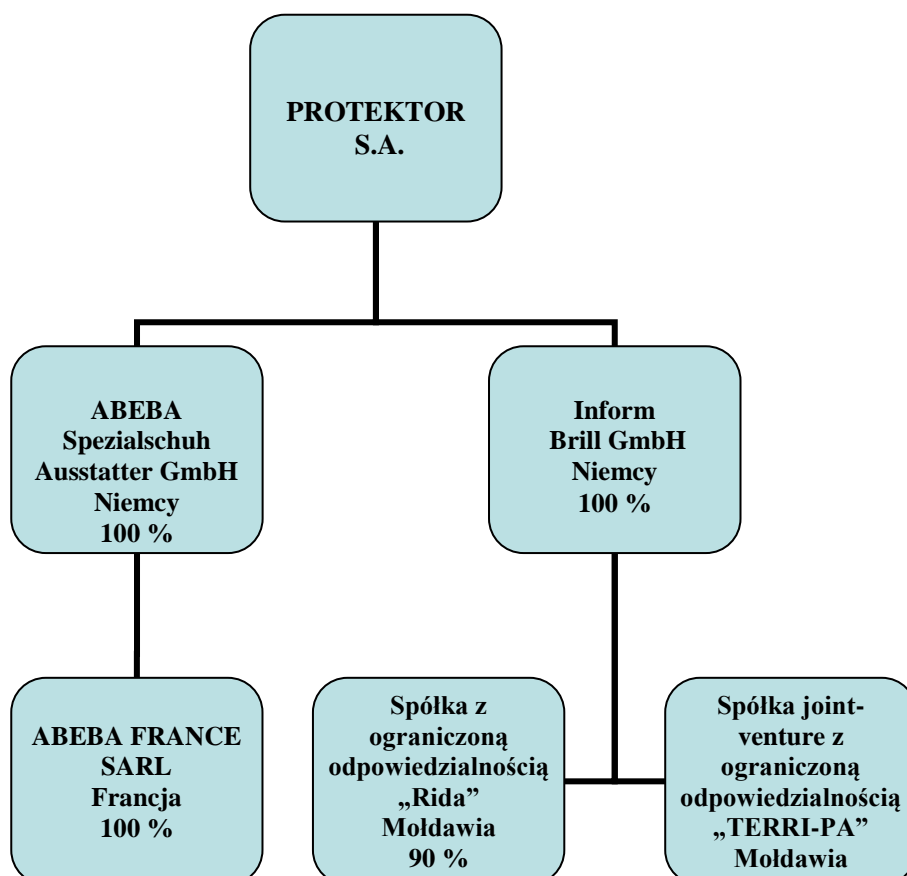 PROTEKTOR
S.A.
ABEBA
Spezialschuh
Ausstatter GmbH
Niemcy
100 %
Inform
Brill GmbH
Niemcy
100 %
ABEBA FRANCE
SARL
Francja
100 %
Spółka z
ograniczoną
odpowiedzialnością
„Rida”
Mołdawia
90 %
Spółka joint-
venture z
ograniczoną
odpowiedzialnością
„TERRI-PA”
Mołdawia